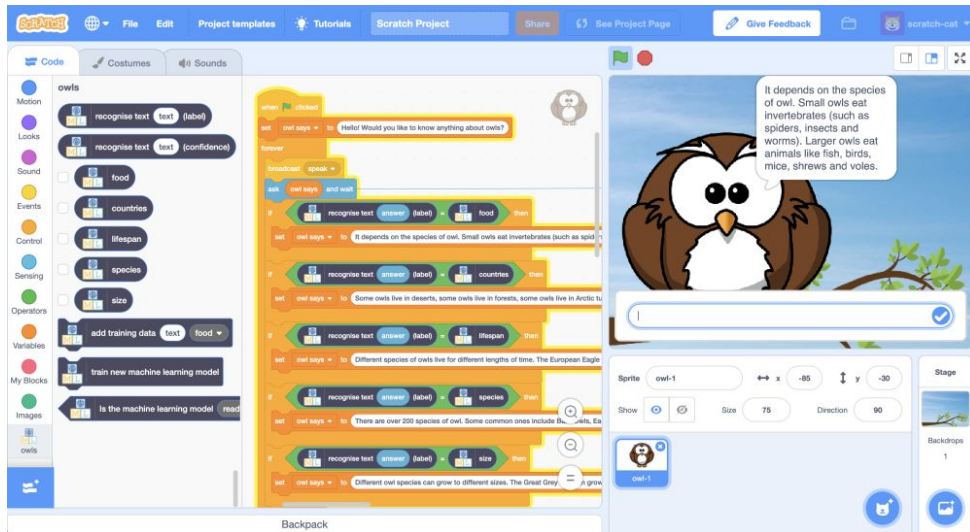 SCRATCH File Edit Project templates Tutorials Scratch Project Share See Project Page Give Feedback scratch-cat
Code Costumes Sounds
Motion
Looks
Sound
Events
Control
Sensing
Operators
Variables
My Blocks
Images
owls
owls
recognise text text (label)
recognise text text (confidence)
food
countries
lifespan
species
size
add training data text food
train new machine learning model
Is the machine learning model read
when clicked
set owl says to Hello! Would you like to know anything about owls?
forever
broadcast speak
ask owl says and wait
if recognise text answer (label) = food then
set owl says to It depends on the species of owl. Small owls eat invertebrates (such as spide
if recognise text answer (label) = countries then
set owl says to Some owls live in deserts, some owls live in forests, some owls live in Arctic tu
if recognise text answer (label) = lifespan then
set owl says to Different species of owls live for different lengths of time. The European Eagle
if recognise text answer (label) = species then
set owl says to There are over 200 species of owl. Some common ones include
if recognise text answer (label) = size then
set owl says to Different owl species can grow to different sizes. The Great Grey
Backpack
It depends on the species
of owl. Small owls eat
invertebrates (such as
spiders, insects and
worms). Larger owls eat
animals like fish, birds,
mice, shrews and voles.
Sprite owl-1 x -85 y -30
Show Size 75 Direction 90
owl-1
Stage
Backdrops
1